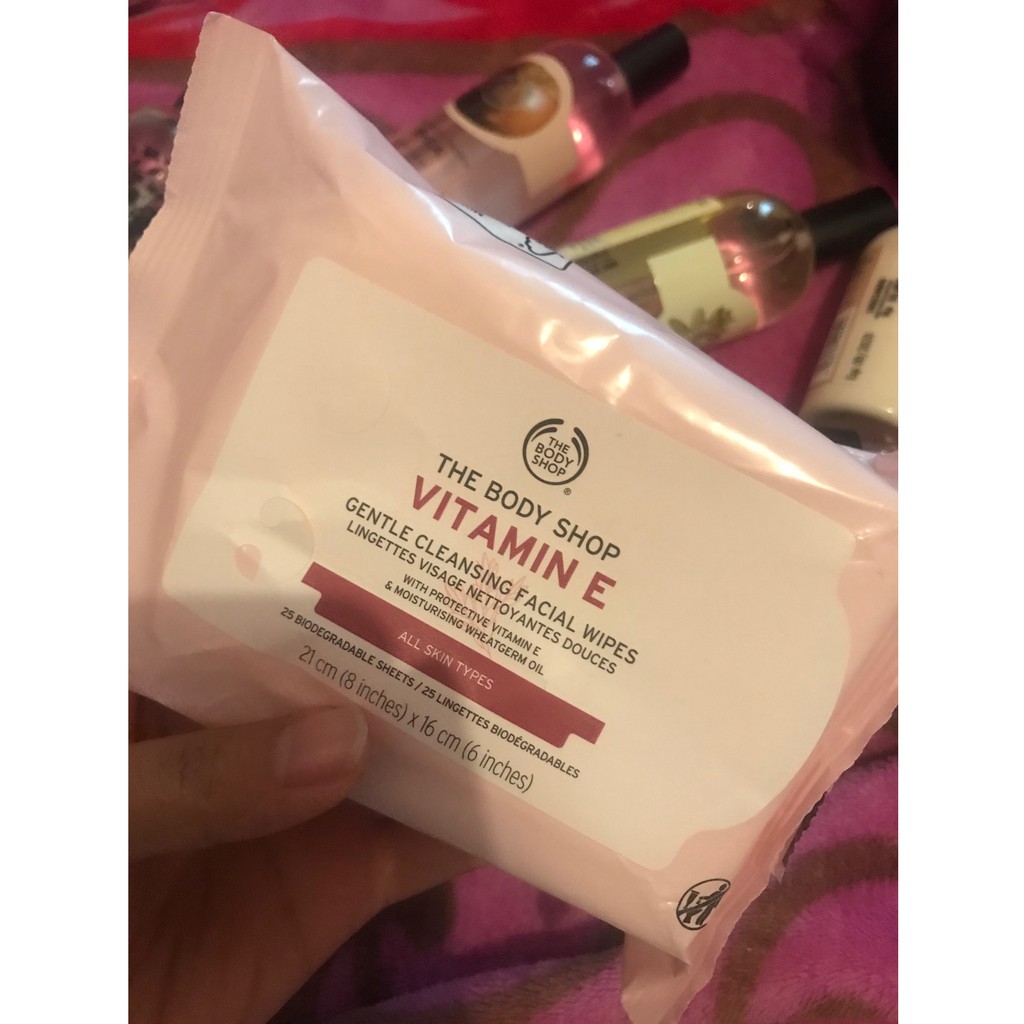 THE
BODY
SHOP
®
THE BODY SHOP
VITAMIN E
GENTLE CLEANSING FACIAL WIPES
LINGETTES VISAGE NETTOYANTES DOUCES
WITH PROTECTIVE VITAMIN E
& MOISTURISING WHEATGERM OIL
ALL SKIN TYPES
25 BIODEGRADABLE SHEETS / 25 LINGETTES BIODÉGRADABLES
21 cm (8 inches) x 16 cm (6 inches)